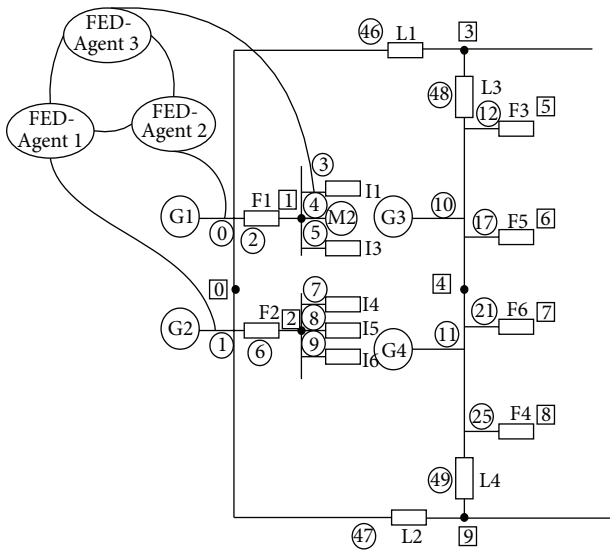 46
L1
3
FED-
Agent 3
48
L3
12
F3
5
FED-
Agent 1
FED-
Agent 2
3
I1
F1
1
4
M2
G1
0
2
5
I3
G3
10
17
F5
6
0
4
7
I4
F2
2
8
I5
G2
1
6
9
I6
G4
11
21
F6
7
25
F4
8
49
L4
47
L2
9